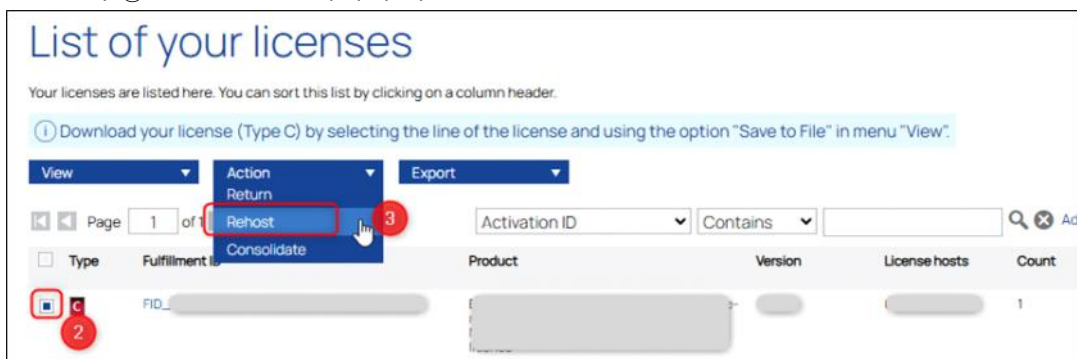 List of your licenses
Your licenses are listed here. You can sort this list by clicking on a column header.
Download your license (Type C) by selecting the line of the license and using the option "Save to File" in menu "View".
View Action Export
Return
Page 1 of 1 Rehost 3 Activation ID Contains
Consolidate
Type Fulfillment Product Version License hosts Count
C FID_ 1
2